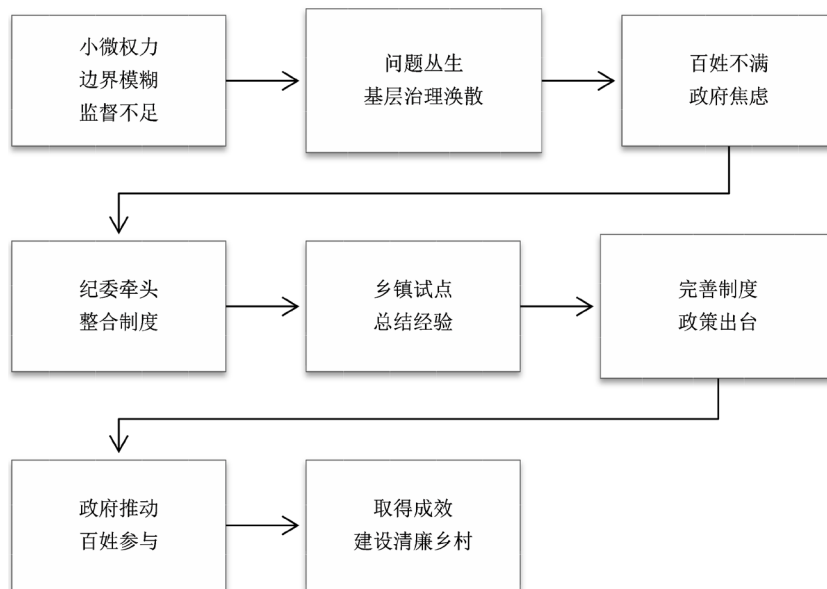 小微权力
边界模糊
监督不足
问题丛生
基层治理涣散
百姓不满
政府焦虑
纪委牵头
整合制度
乡镇试点
总结经验
完善制度
政策出台
政府推动
百姓参与
取得成效
建设清廉乡村